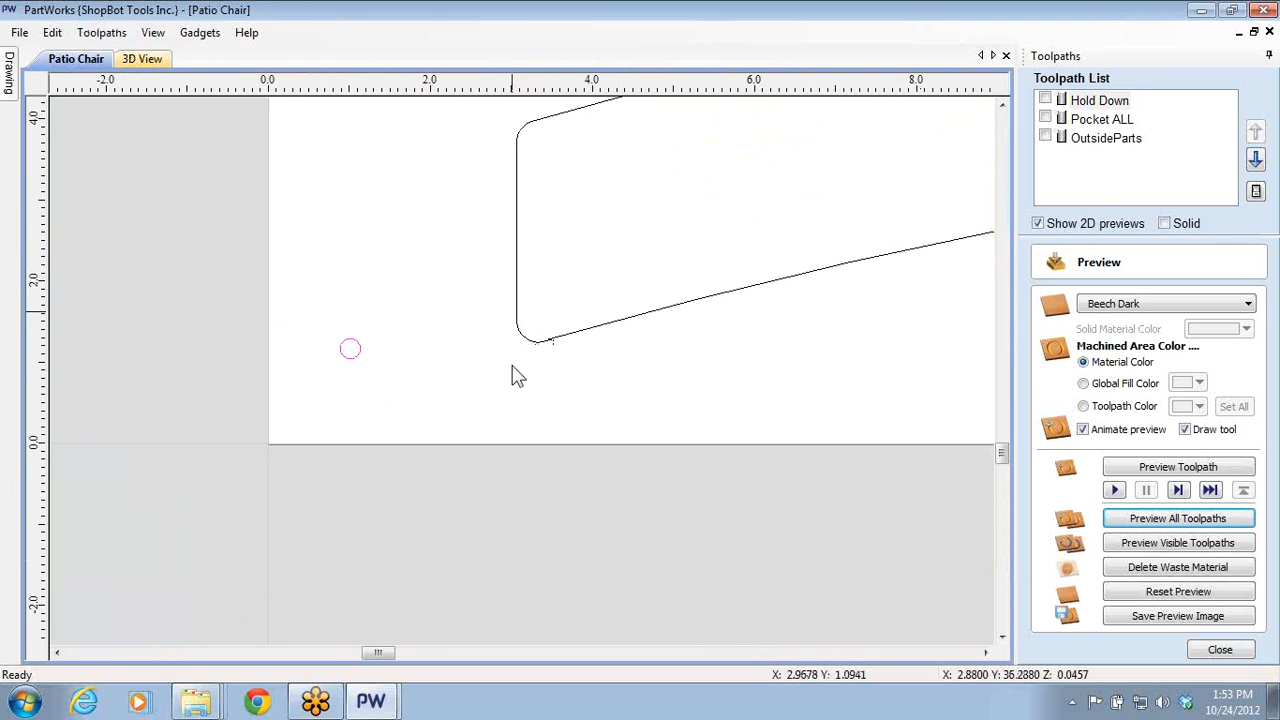 PartWorks {ShopBot Tools Inc.} - [Patio Chair]
File Edit Toolpaths View Gadgets Help
Drawing
Patio Chair 3D View
Toolpaths
-2.0 0.0 2.0 4.0 6.0 8.0
4.0
2.0
0.0
-2.0
Toolpath List
Hold Down
Pocket ALL
OutsideParts
Show 2D previews Solid
Preview
Beech Dark
Solid Material Color
Machined Area Color ....
Material Color
Global Fill Color
Toolpath Color Set All
Animate preview Draw tool
Preview Toolpath
Preview All Toolpaths
Preview Visible Toolpaths
Delete Waste Material
Reset Preview
Save Preview Image
Close
Ready X: 2.9678 Y: 1.0941 X: 2.8800 Y: 36.2880 Z: 0.0457
PW
1:53 PM
10/24/2012